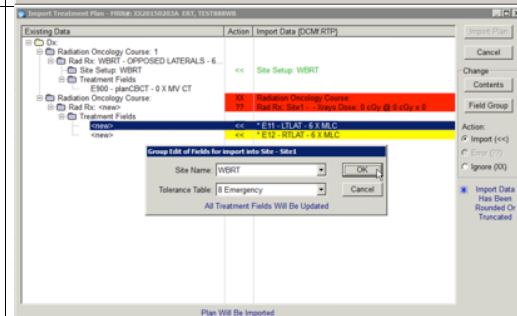 Import Treatment Plan - MRN#: XX20150203A ERT, TEST888WB
Existing Data Action Import Data [DCMf:RTP]
Dx:
Radiation Oncology Course: 1
Rad Rx: WBRT - OPPOSED LATERALS - 6...
Site Setup: WBRT << Site Setup: WBRT
Treatment Fields
E900 - planCBCT - 0 X MV CT
Radiation Oncology Course: XX Radiation Oncology Course
Rad Rx: <new> ?? Rad Rx: Site1 - - Xrays Dose: 0 cGy @ 0 cGy x 0
Treatment Fields
<new> << * E11 - LTLAT - 6 X MLC
<new> << * E12 - RTLAT - 6 X MLC
Import Plan
Cancel
Change
Contents
Field Group
Action:
Import (<<)
Error (??)
Ignore (XX)
Import Data
Has Been
Rounded Or
Truncated
Group Edit of Fields for import into Site - Site1
Site Name: WBRT OK
Tolerance Table: 8 Emergency Cancel
All Treatment Fields Will Be Updated
Plan Will Be Imported